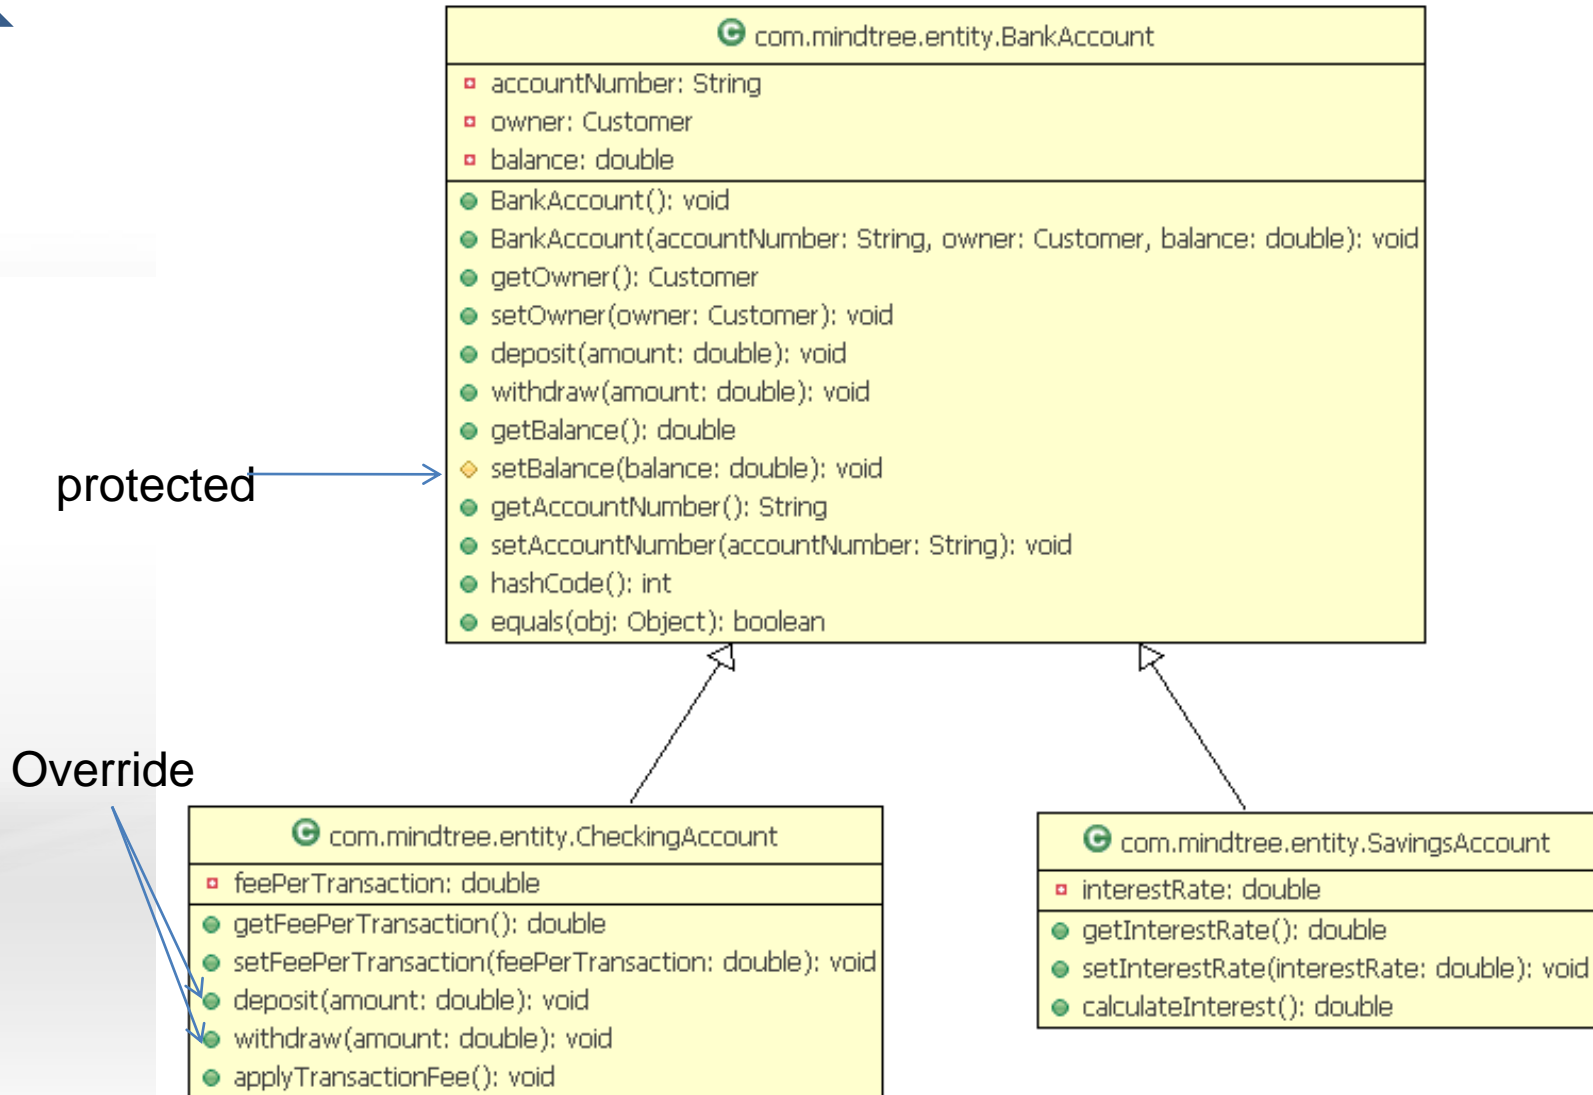 com.mindtree.entity.BankAccount
accountNumber: String
owner: Customer
balance: double
BankAccount(): void
BankAccount(accountNumber: String, owner: Customer, balance: double): void
getOwner(): Customer
setOwner(owner: Customer): void
deposit(amount: double): void
withdraw(amount: double): void
getBalance(): double
protected
setBalance(balance: double): void
getAccountNumber(): String
setAccountNumber(accountNumber: String): void
hashCode(): int
equals(obj: Object): boolean
Override
com.mindtree.entity.CheckingAccount
feePerTransaction: double
getFeePerTransaction(): double
setFeePerTransaction(feePerTransaction: double): void
deposit(amount: double): void
withdraw(amount: double): void
applyTransactionFee(): void
com.mindtree.entity.SavingsAccount
interestRate: double
getInterestRate(): double
setInterestRate(interestRate: double): void
calculateInterest(): double